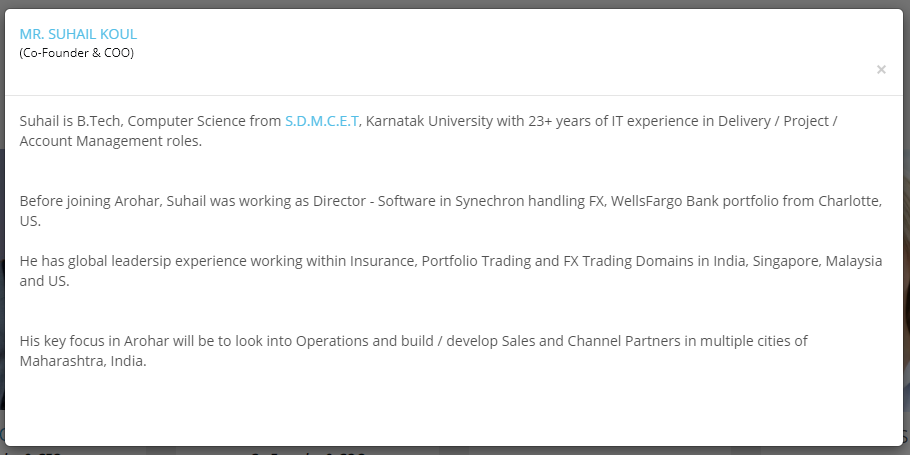 MR. SUHAIL KOUL
(Co-Founder & COO)
×
Suhail is B.Tech, Computer Science from S.D.M.C.E.T, Karnatak University with 23+ years of IT experience in Delivery / Project /
Account Management roles.
Before joining Arohar, Suhail was working as Director - Software in Synechron handling FX, WellsFargo Bank portfolio from Charlotte,
US.
He has global leadersip experience working within Insurance, Portfolio Trading and FX Trading Domains in India, Singapore, Malaysia
and US.
His key focus in Arohar will be to look into Operations and build / develop Sales and Channel Partners in multiple cities of
Maharashtra, India.